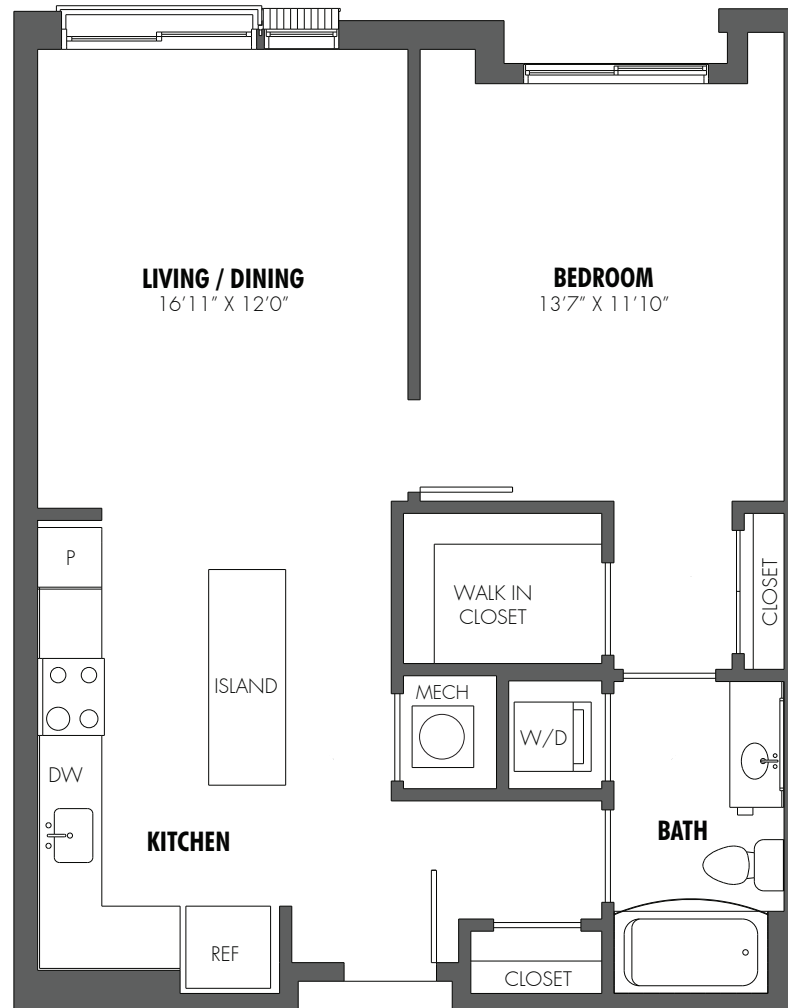 LIVING / DINING
16’11” X 12’0”
BEDROOM
13’7” X 11’10”
P
WALK IN
CLOSET
CLOSET
ISLAND
MECH
W/D
DW
KITCHEN
BATH
REF
CLOSET